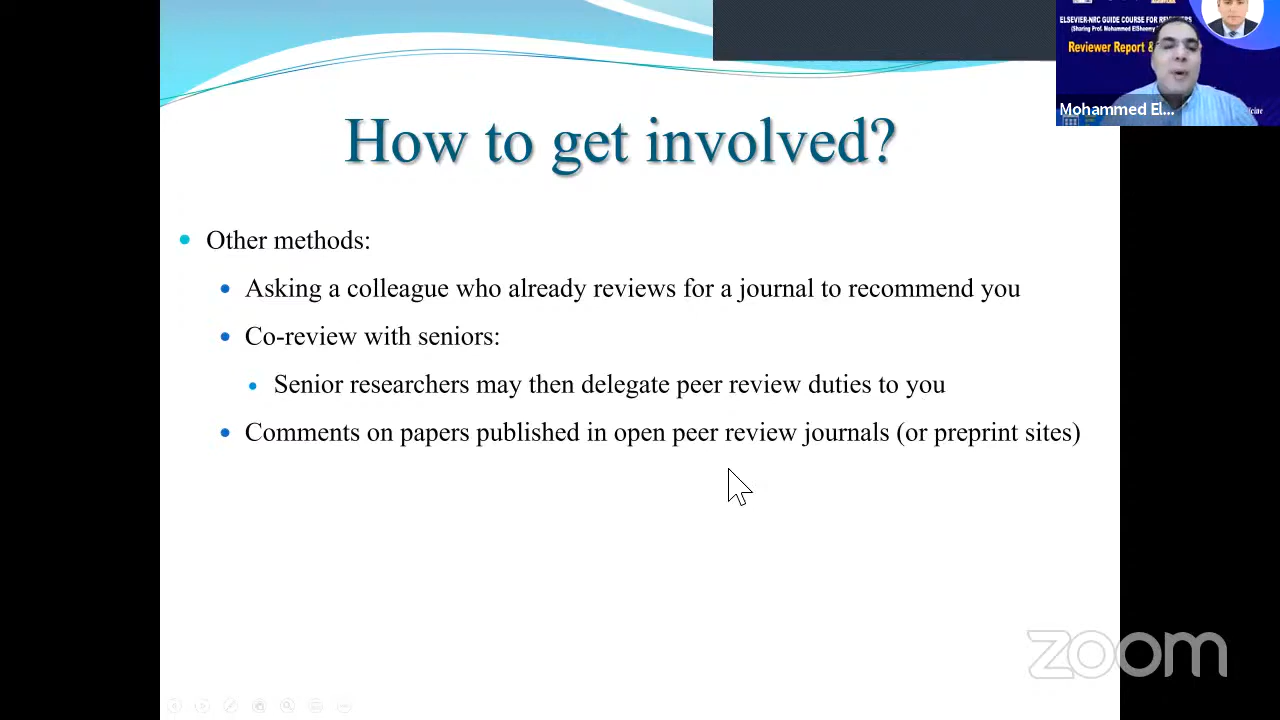 ELSEVIER-NRC GUIDE COURSE FOR REVIEWERS
(Sharing Prof. Mohammed ElShemy
Reviewer Report &
Mohammed El...
How to get involved?
Other methods:
Asking a colleague who already reviews for a journal to recommend you
Co-review with seniors:
Senior researchers may then delegate peer review duties to you
Comments on papers published in open peer review journals (or preprint sites)
zoom